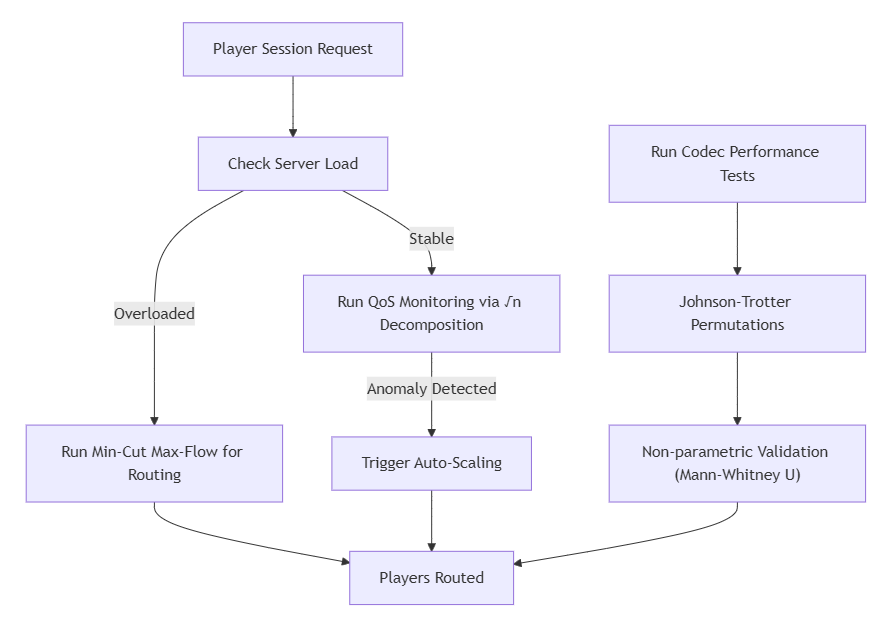 Player Session Request
Check Server Load
Run Codec Performance
Tests
Stable
Overloaded
Run QoS Monitoring via √n
Decomposition
Johnson-Trotter
Permutations
Anomaly Detected
Run Min-Cut Max-Flow for
Routing
Trigger Auto-Scaling
Non-parametric Validation
(Mann-Whitney U)
Players Routed